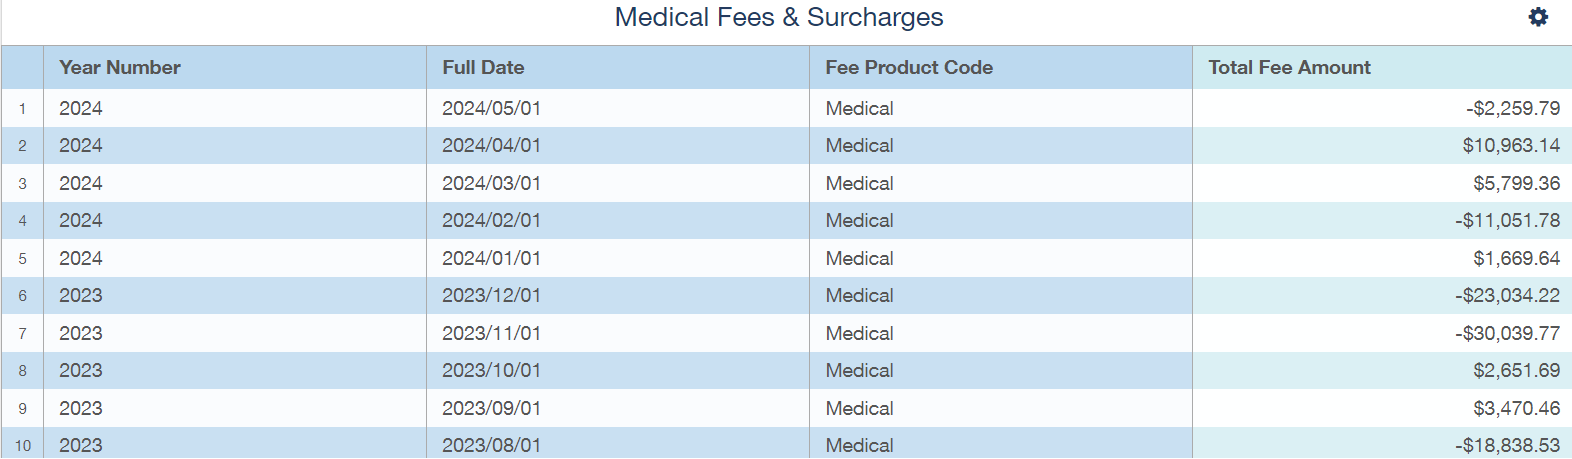 Medical Fees & Surcharges
Year Number Full Date Fee Product Code Total Fee Amount
1 2024 2024/05/01 Medical -$2,259.79
2 2024 2024/04/01 Medical $10,963.14
3 2024 2024/03/01 Medical $5,799.36
4 2024 2024/02/01 Medical -$11,051.78
5 2024 2024/01/01 Medical $1,669.64
6 2023 2023/12/01 Medical -$23,034.22
7 2023 2023/11/01 Medical -$30,039.77
8 2023 2023/10/01 Medical $2,651.69
9 2023 2023/09/01 Medical $3,470.46
10 2023 2023/08/01 Medical -$18,838.53